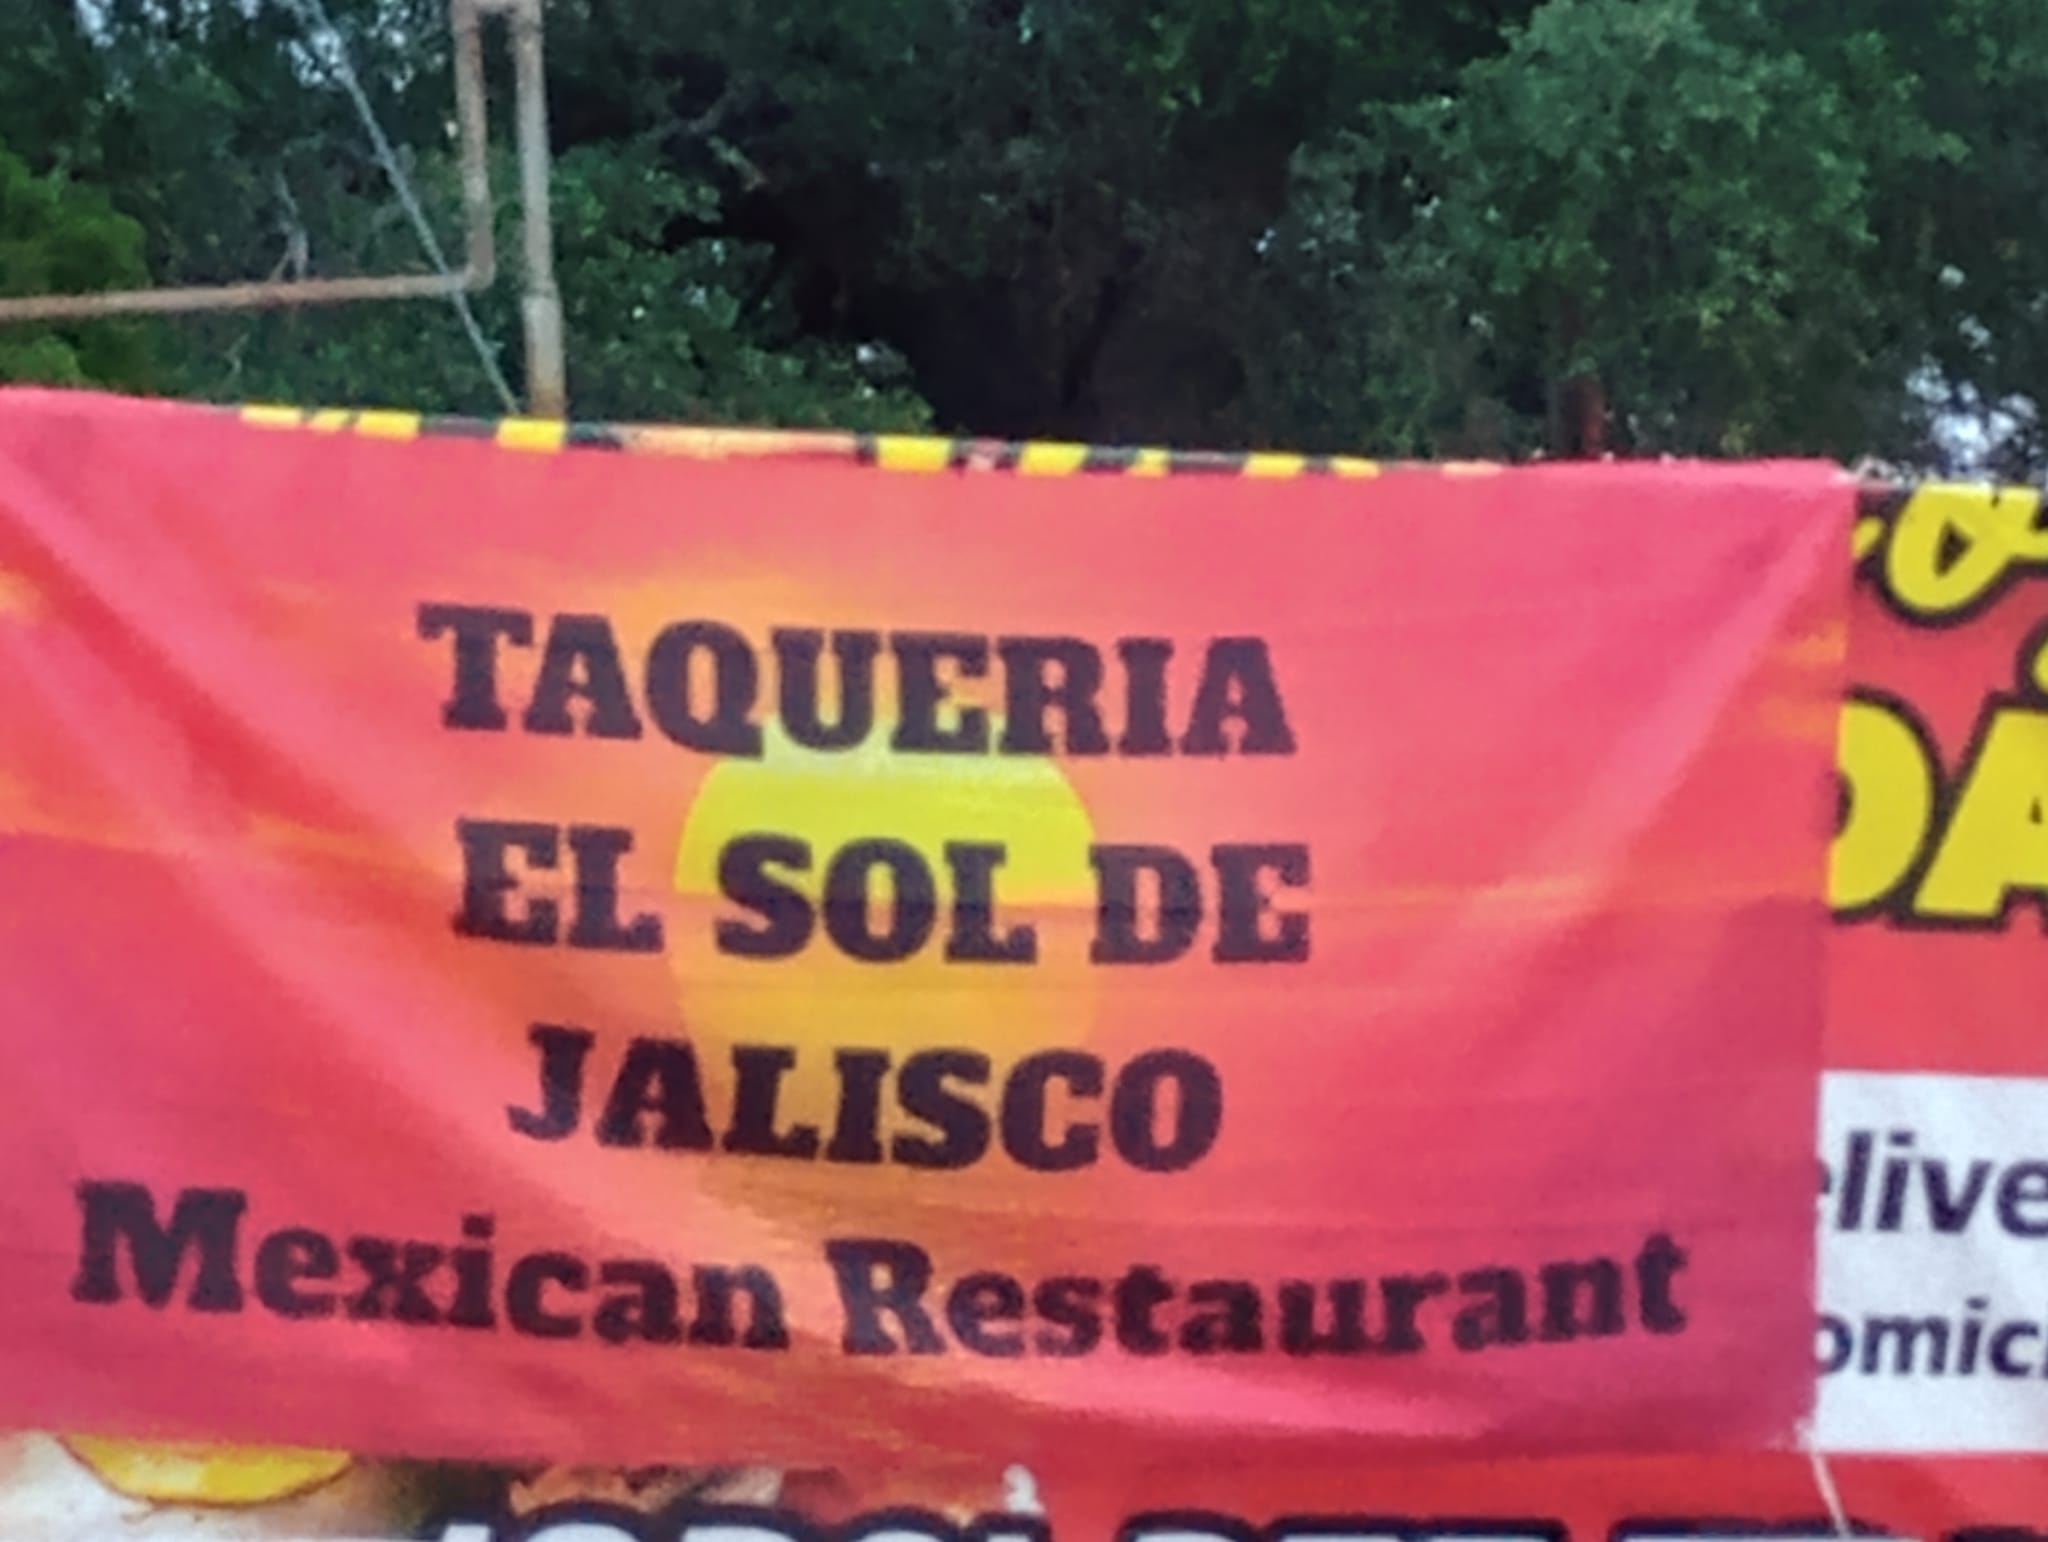 TAQUERIA
EL SOL DE
JALISCO
Mexican Restaurant